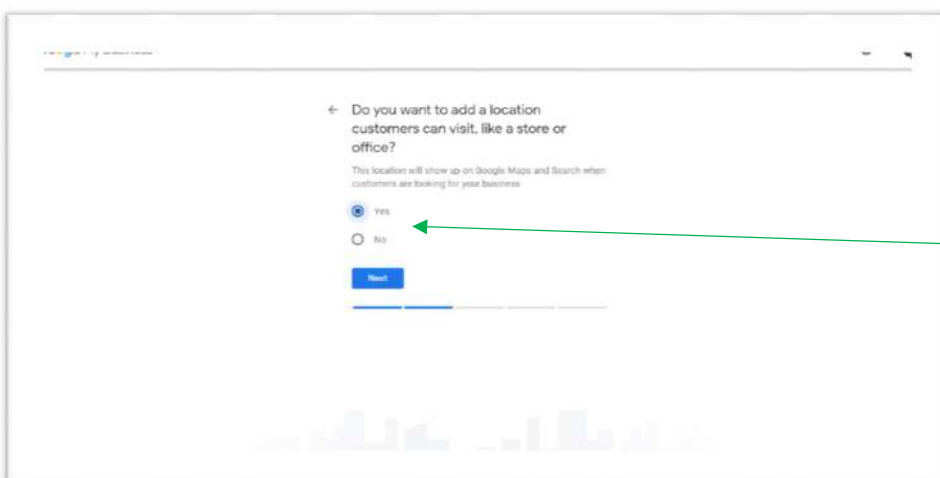 Do you want to add a location
customers can visit, like a store or
office?
This location will show up on Google Maps and Search when
customers are looking for your business
Yes
No
Next